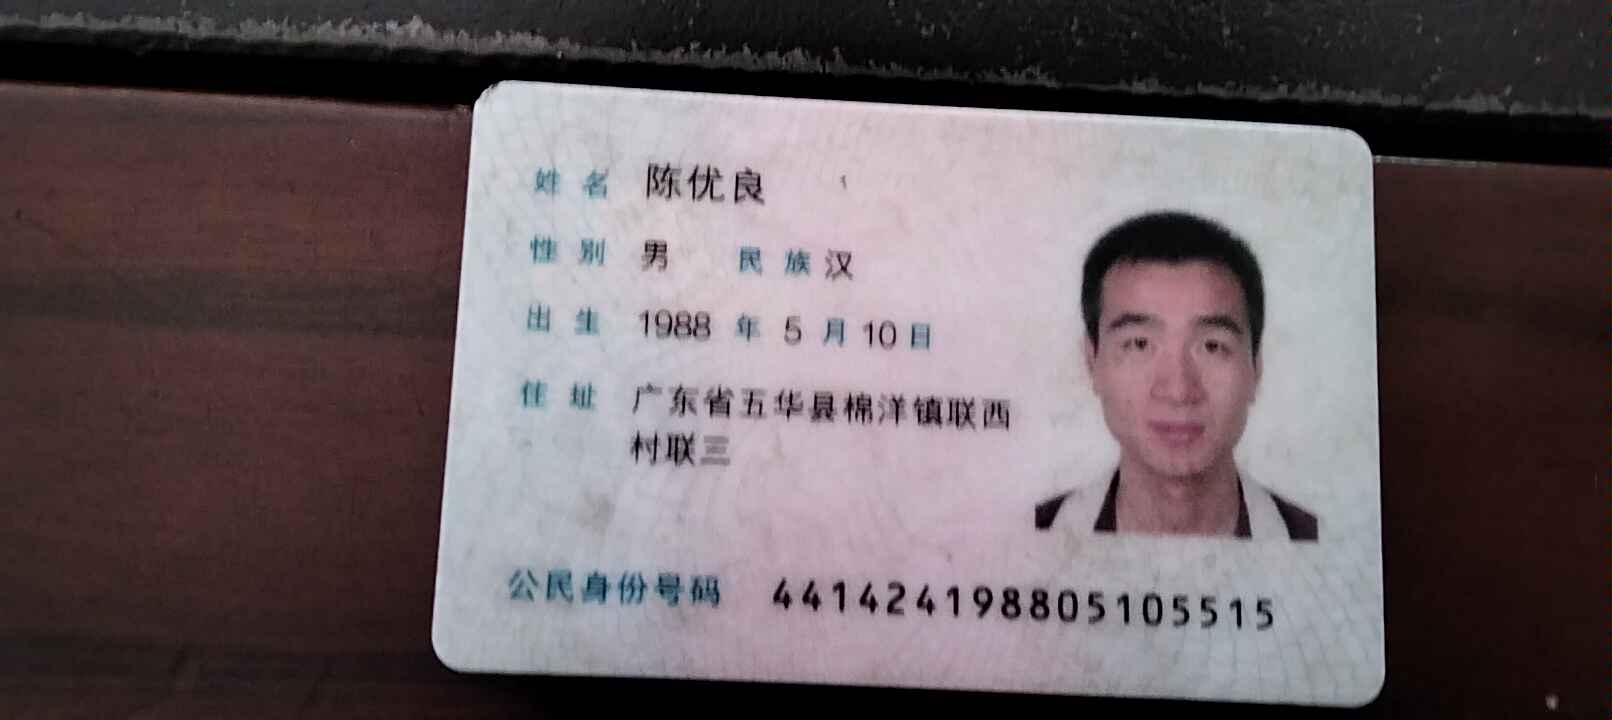 姓名 陈优良
性别 男 民族 汉
出生 1988 年 5 月 10 日
住址 广东省五华县棉洋镇联西
村联三
公民身份号码 441424198805105515